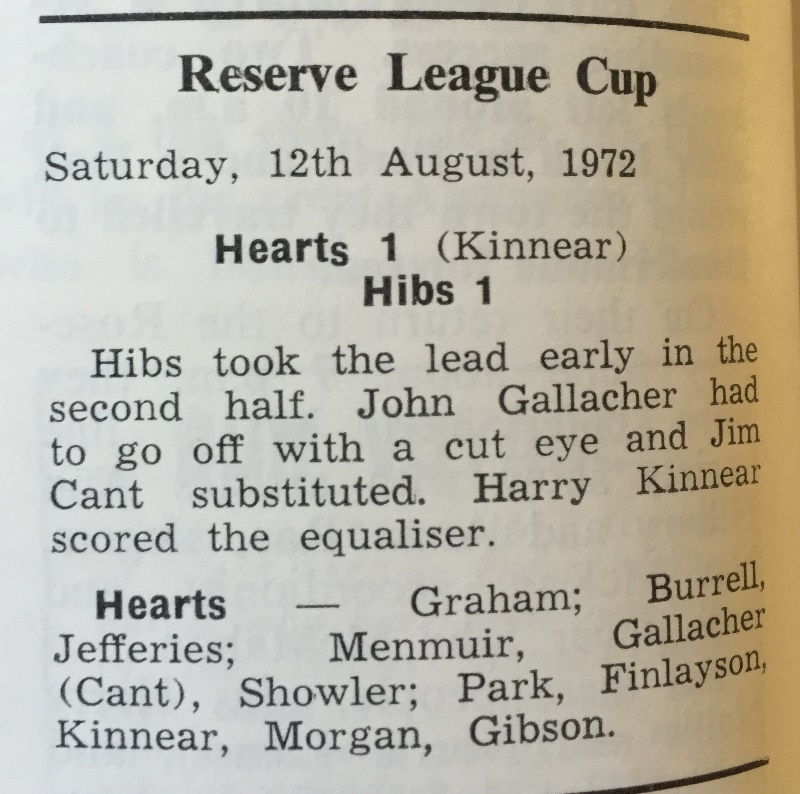 Reserve League Cup
Saturday, 12th August, 1972
Hearts 1 (Kinnear)
Hibs 1
Hibs took the lead early in the
second half. John Gallacher had
to go off with a cut eye and Jim
Cant substituted. Harry Kinnear
scored the equaliser.
Hearts — Graham; Burrell,
Jefferies; Menmuir, Gallacher
(Cant), Showler; Park, Finlayson,
Kinnear, Morgan, Gibson.